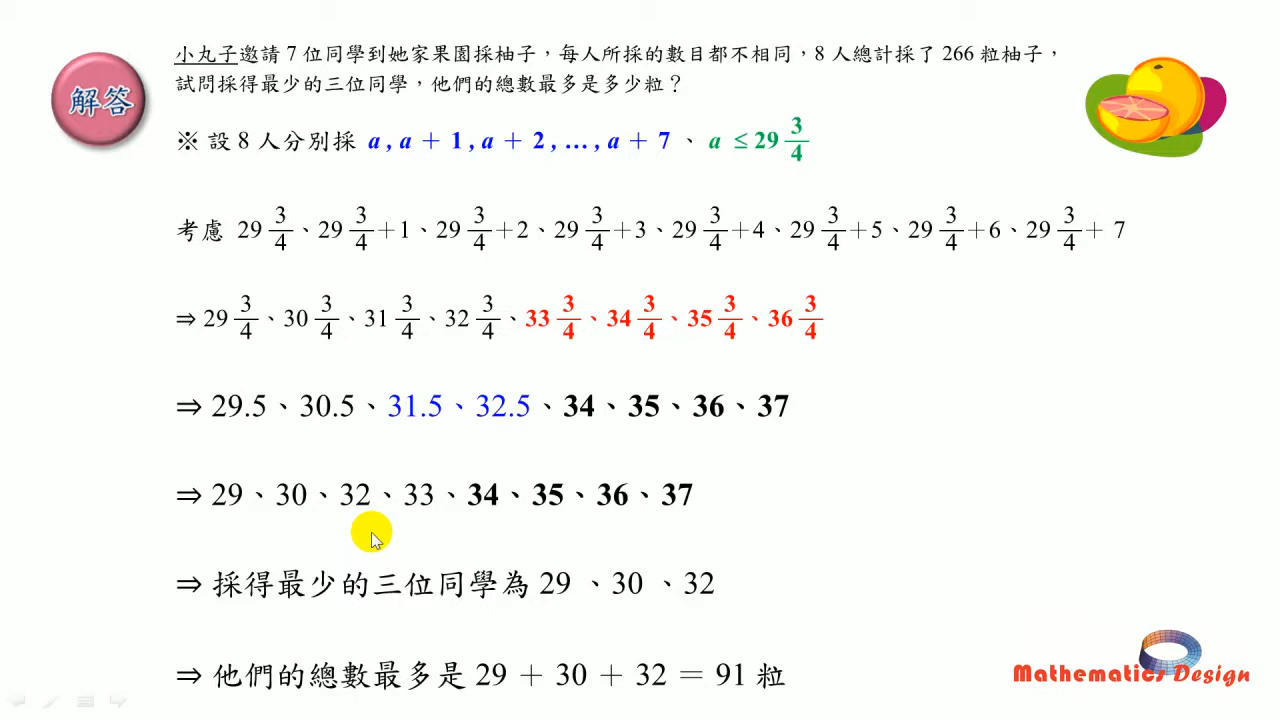 解答
小丸子邀請 7 位同學到她家果園採柚子，每人所採的數目都不相同，8 人總計採了 266 粒柚子，
試問採得最少的三位同學，他們的總數最多是多少粒？
※ 設 8 人分別採 a , a + 1 , a + 2 , … , a + 7 、 a ≤ 29 3/4
考慮 29 3/4、29 3/4＋1、29 3/4＋2、29 3/4＋3、29 3/4＋4、29 3/4＋5、29 3/4＋6、29 3/4＋ 7
⇒ 29 3/4、30 3/4、31 3/4、32 3/4、33 3/4、34 3/4、35 3/4、36 3/4
⇒ 29.5、30.5、31.5、32.5、34、35、36、37
⇒ 29、30、32、33、34、35、36、37
⇒ 採得最少的三位同學為 29 、30 、32
⇒ 他們的總數最多是 29 ＋ 30 ＋ 32 ＝ 91 粒
Mathematics Design